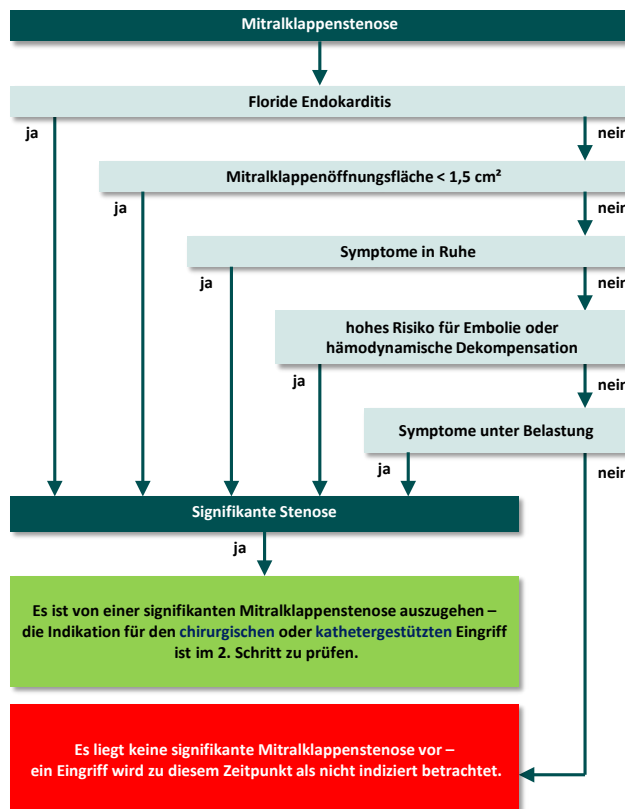 Mitralklappenstenose
Floride Endokarditis
ja
nein
Mitralklappenöffnungsfläche < 1,5 cm²
ja
nein
Symptome in Ruhe
ja
nein
hohes Risiko für Embolie oder
hämodynamische Dekompensation
ja
nein
Symptome unter Belastung
ja
nein
Signifikante Stenose
ja
Es ist von einer signifikanten Mitralklappenstenose auszugehen –
die Indikation für den chirurgischen oder kathetergestützten Eingriff
ist im 2. Schritt zu prüfen.
Es liegt keine signifikante Mitralklappenstenose vor –
ein Eingriff wird zu diesem Zeitpunkt als nicht indiziert betrachtet.